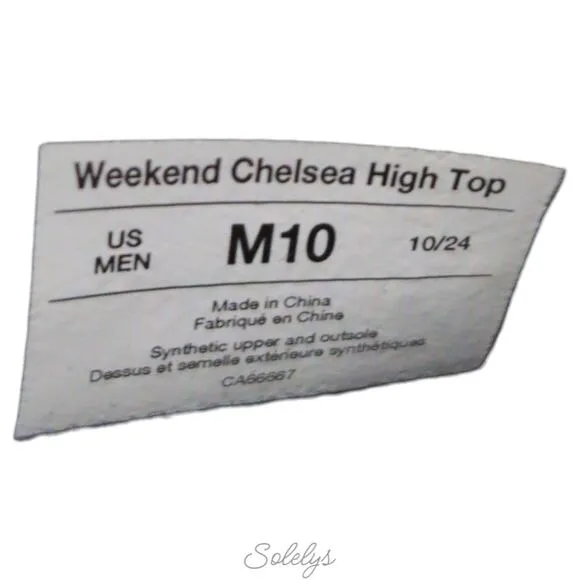 Weekend Chelsea High Top
US
MEN
M10
10/24
Made in China
Fabriqué en Chine
Synthetic upper and outsole
Dessus et semelle extérieure synthétiques
CA56667
Solelys